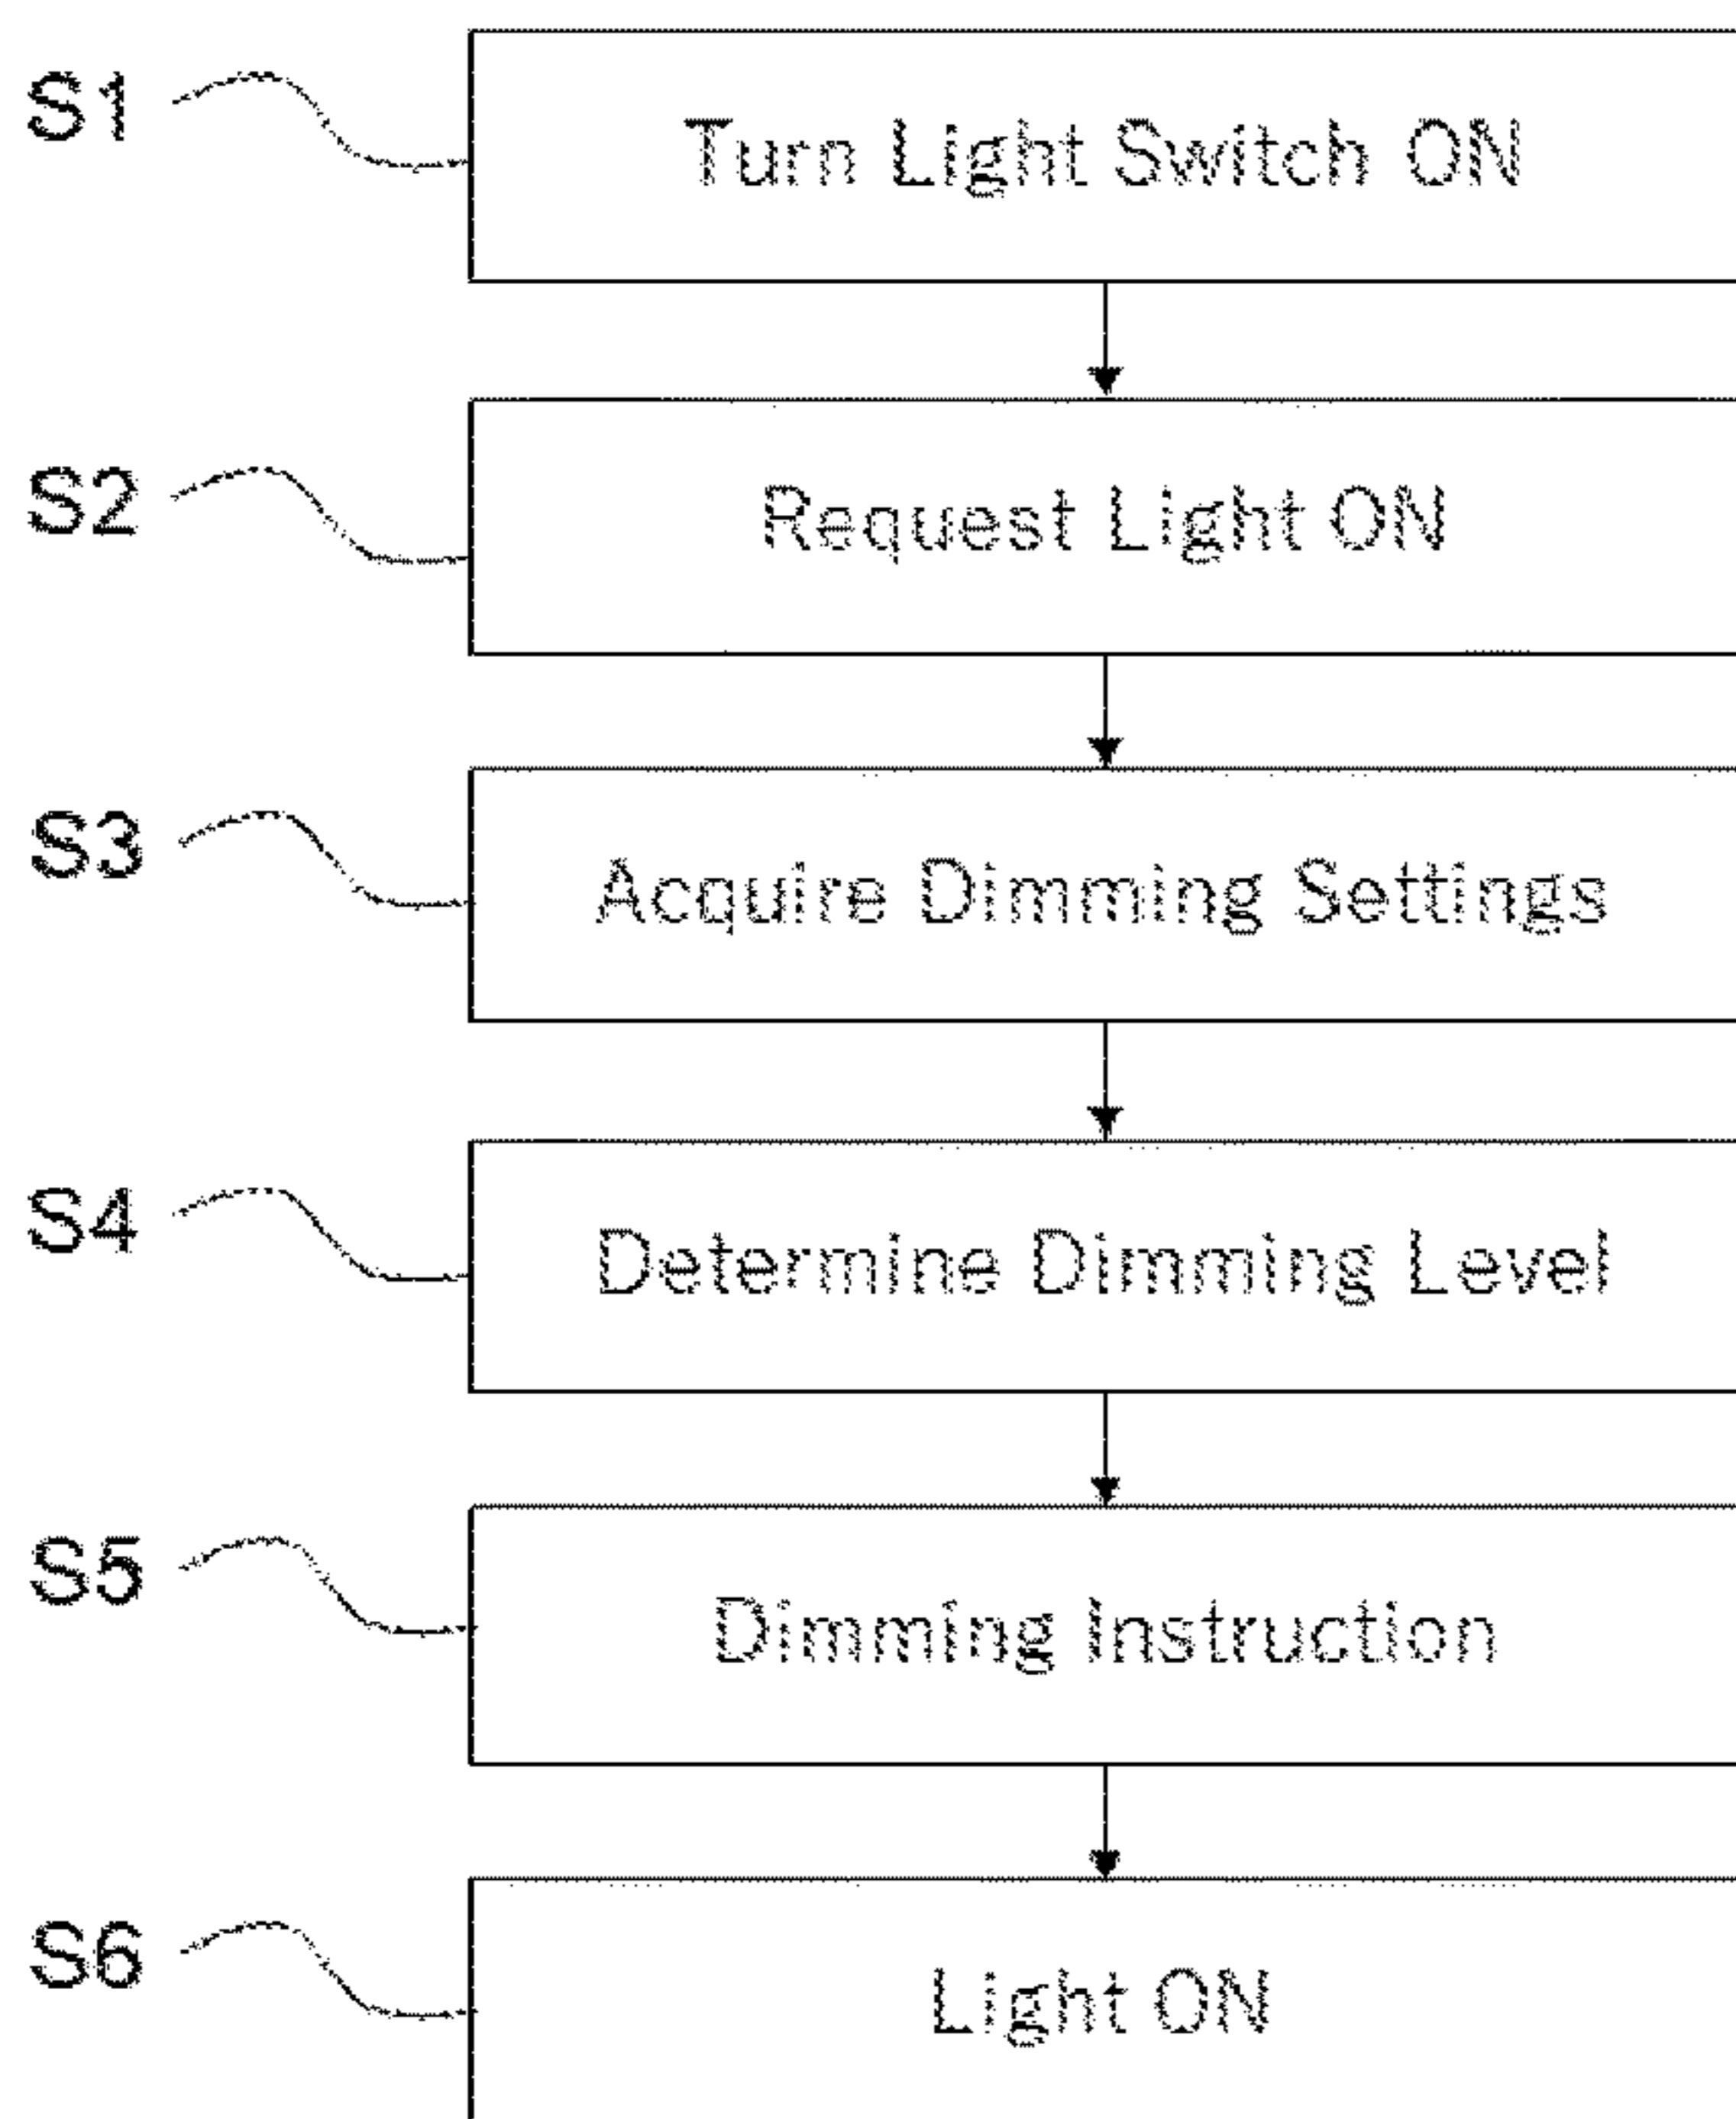 S1 Turn Light Switch ON
S2 Request Light ON
S3 Acquire Dimming Settings
S4 Determine Dimming Level
S5 Dimming Instruction
S6 Light ON